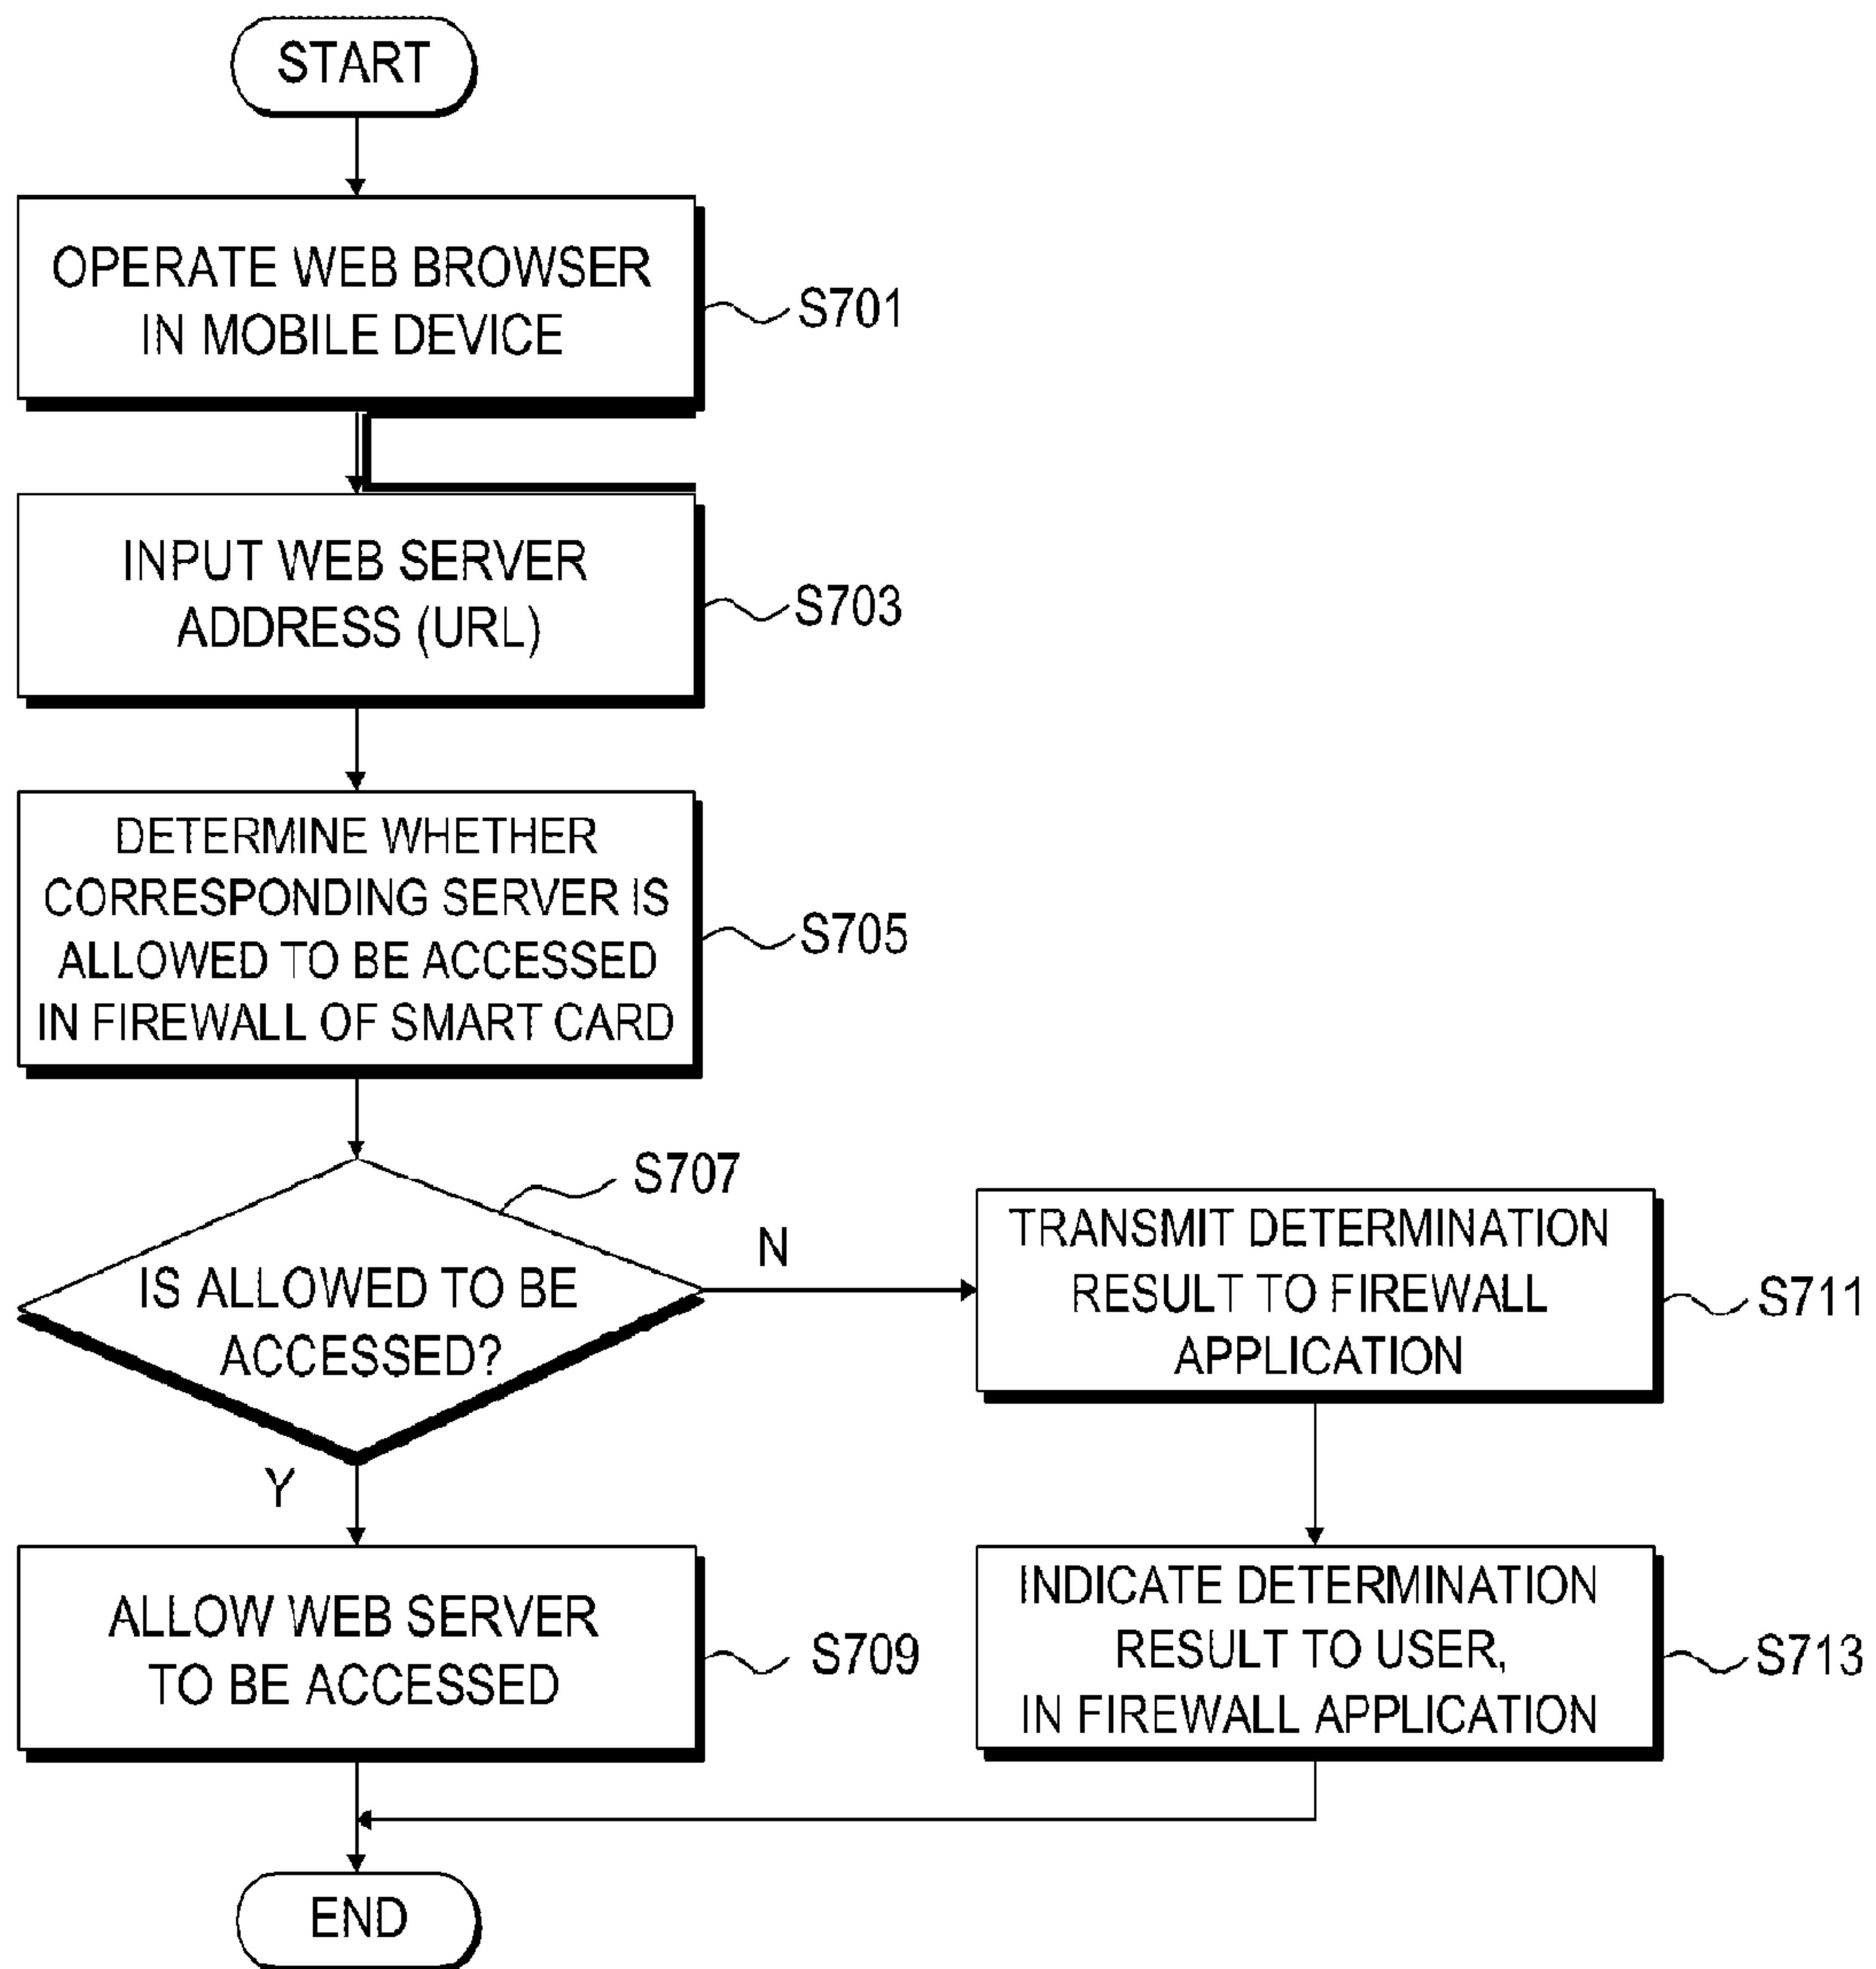 START
OPERATE WEB BROWSER
IN MOBILE DEVICE
S701
INPUT WEB SERVER
ADDRESS (URL)
S703
DETERMINE WHETHER
CORRESPONDING SERVER IS
ALLOWED TO BE ACCESSED
IN FIREWALL OF SMART CARD
S705
S707
IS ALLOWED TO BE
ACCESSED?
N
Y
TRANSMIT DETERMINATION
RESULT TO FIREWALL
APPLICATION
S711
ALLOW WEB SERVER
TO BE ACCESSED
S709
INDICATE DETERMINATION
RESULT TO USER,
IN FIREWALL APPLICATION
S713
END